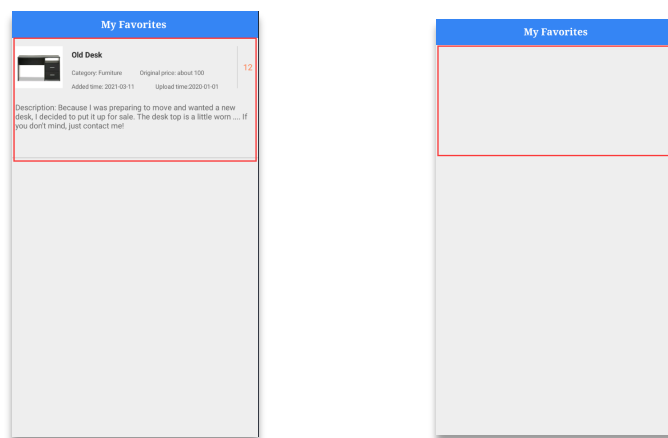 My Favorites
Old Desk
Category: Furniture Original price: about 100
12
Added time: 2021-03-11 Upload time:2020-01-01
Description: Because I was preparing to move and wanted a new
desk, I decided to put it up for sale. The desk top is a little worn .... If
you don't mind, just contact me!
My Favorites